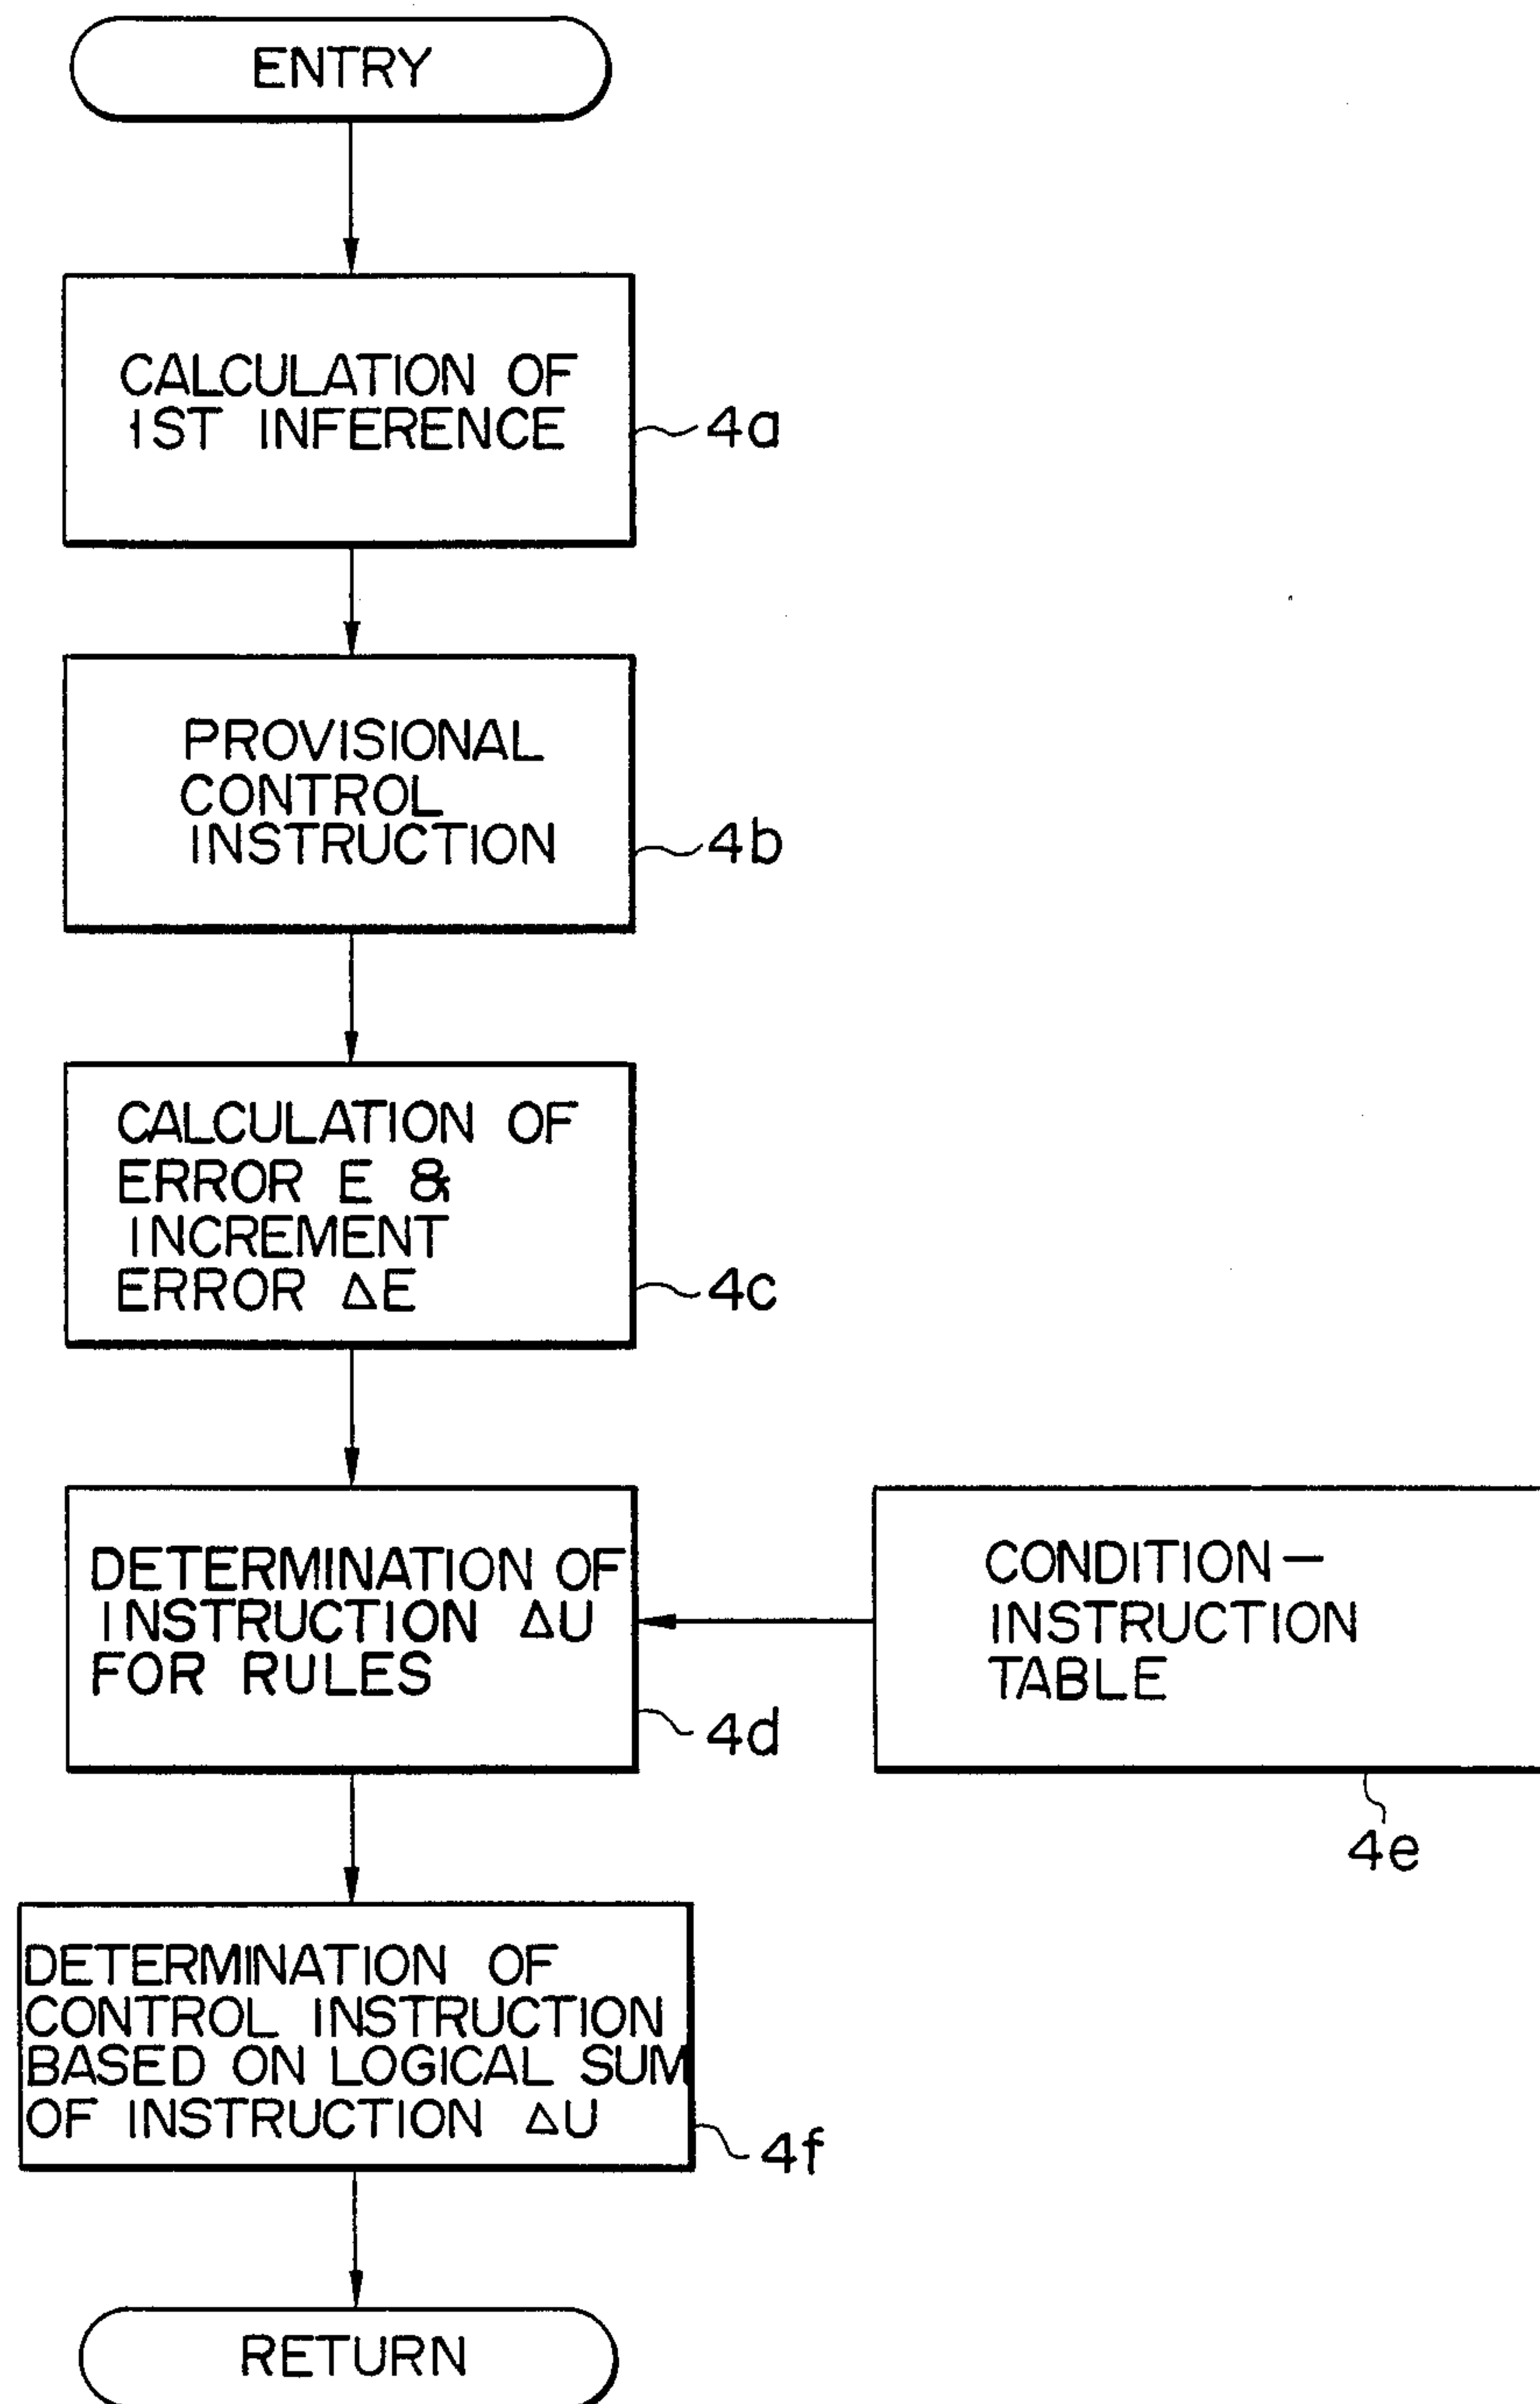 ENTRY
CALCULATION OF
1ST INFERENCE
4a
PROVISIONAL
CONTROL
INSTRUCTION
4b
CALCULATION OF
ERROR E &
INCREMENT
ERROR ΔE
4c
DETERMINATION OF
INSTRUCTION ΔU
FOR RULES
4d
CONDITION—
INSTRUCTION
TABLE
4e
DETERMINATION OF
CONTROL INSTRUCTION
BASED ON LOGICAL SUM
OF INSTRUCTION ΔU
4f
RETURN